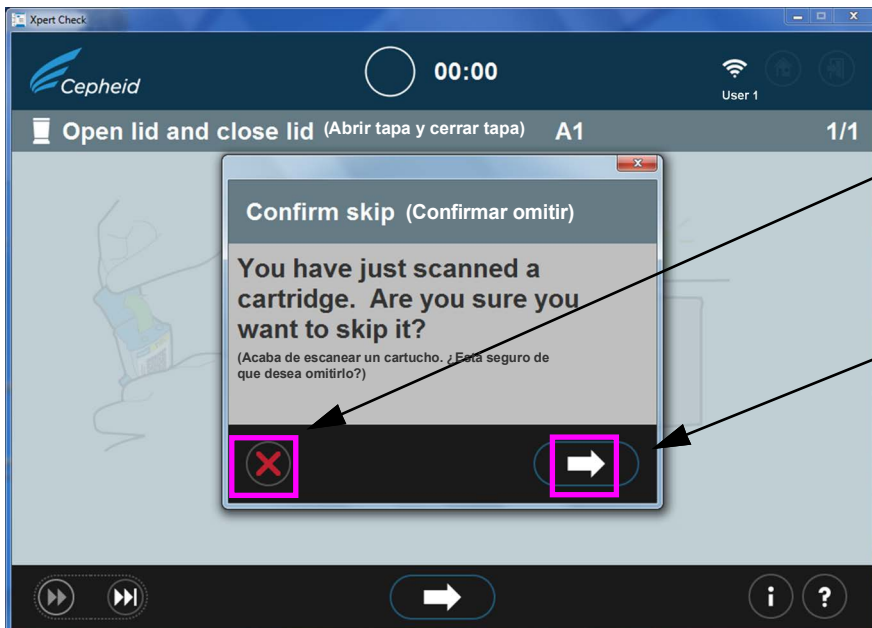 Xpert Check
Cepheid
00:00
User 1
Open lid and close lid (Abrir tapa y cerrar tapa) A1 1/1
Confirm skip (Confirmar omitir)
You have just scanned a
cartridge. Are you sure you
want to skip it?
(Acaba de escanear un cartucho. ¿Está seguro de
que desea omitirlo?)
i ?